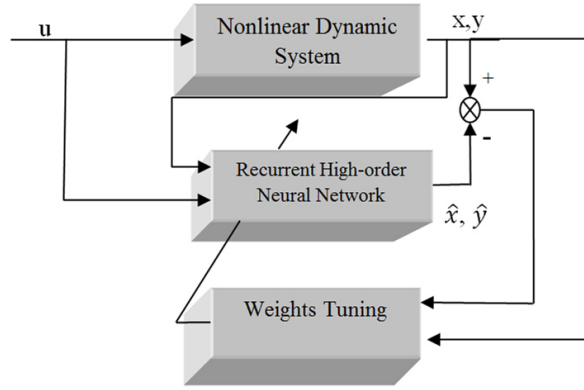 Nonlinear Dynamic
System
u
x,y
+
-
Recurrent High-order
Neural Network
x̂, ŷ
Weights Tuning